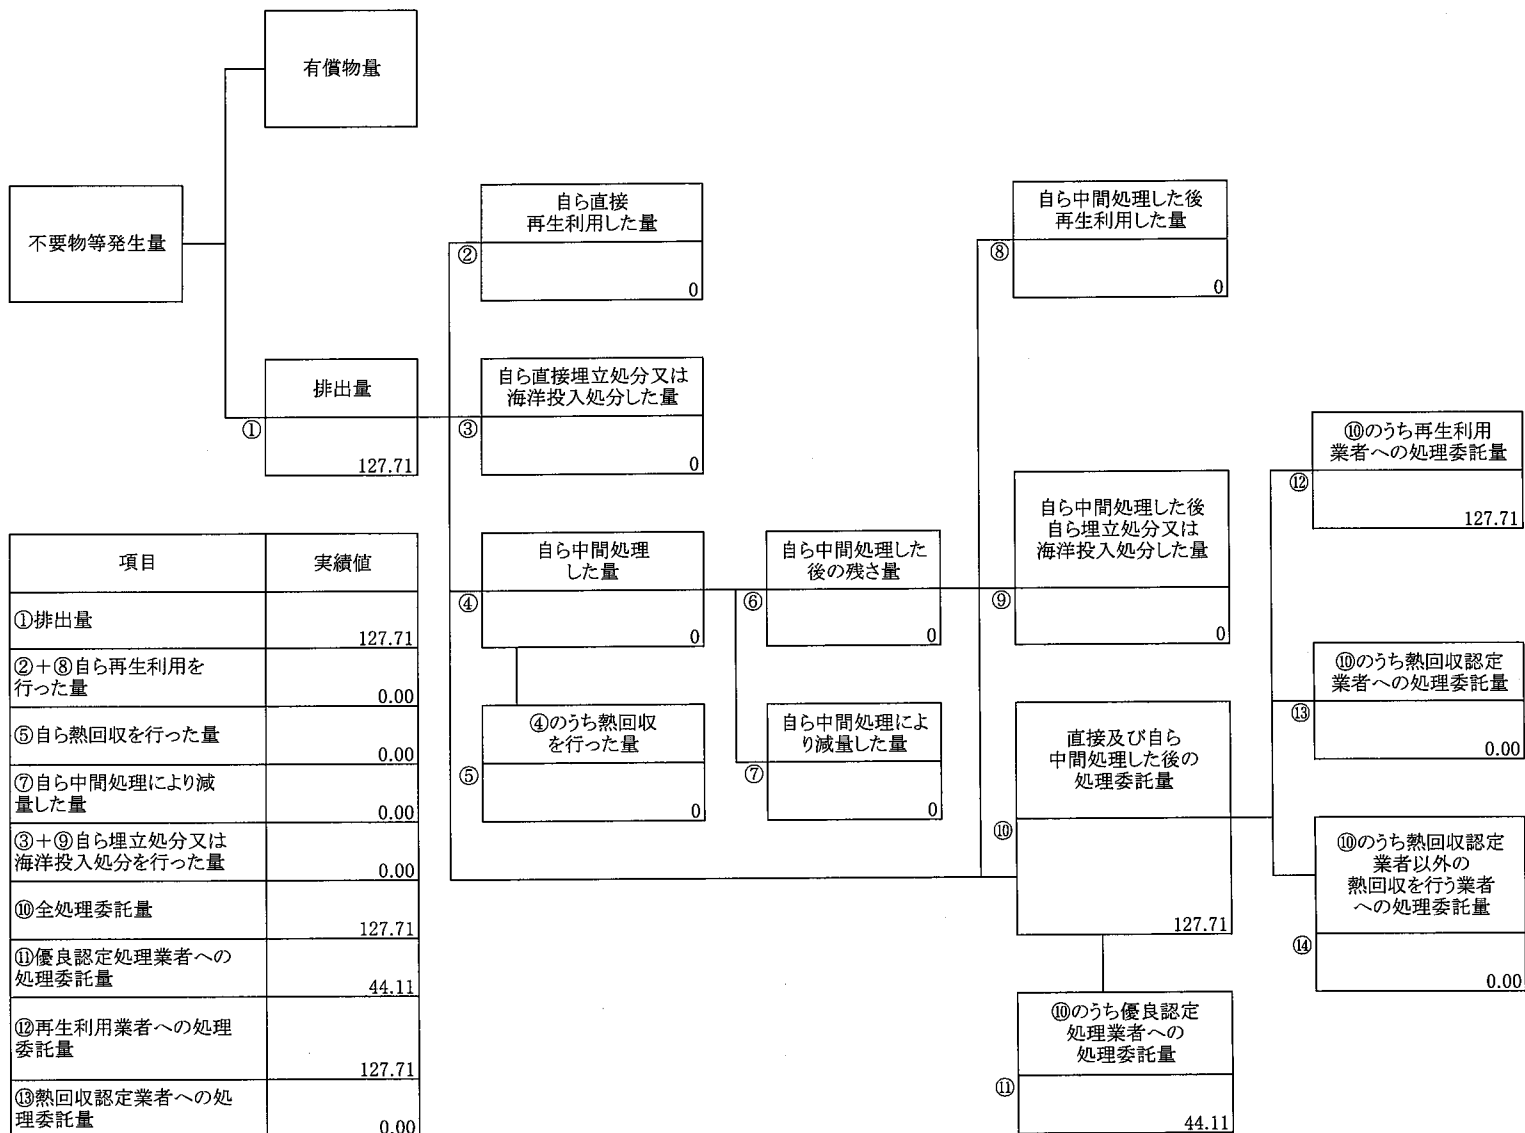 有償物量
不要物等発生量
排出量
①
127.71
自ら直接
再生利用した量
②
0
自ら直接埋立処分又は
海洋投入処分した量
③
0
自ら中間処理
した量
④
0
④のうち熱回収
を行った量
⑤
0
自ら中間処理した
後の残さ量
⑥
0
自ら中間処理によ
り減量した量
⑦
0
自ら中間処理した後
再生利用した量
⑧
0
自ら中間処理した後
自ら埋立処分又は
海洋投入処分した量
⑨
0
直接及び自ら
中間処理した後の
処理委託量
⑩
127.71
⑩のうち優良認定
処理業者への
処理委託量
⑪
44.11
⑩のうち再生利用
業者への処理委託量
⑫
127.71
⑩のうち熱回収認定
業者への処理委託量
⑬
0.00
⑩のうち熱回収認定
業者以外の
熱回収を行う業者
への処理委託量
⑭
0.00
項目 実績値
①排出量
127.71
②+⑧自ら再生利用を
行った量
0.00
⑤自ら熱回収を行った量
0.00
⑦自ら中間処理により減
量した量
0.00
③+⑨自ら埋立処分又は
海洋投入処分を行った量
0.00
⑩全処理委託量
127.71
⑪優良認定処理業者への
処理委託量
44.11
⑫再生利用業者への処理
委託量
127.71
⑬熱回収認定業者への処
理委託量
0.00